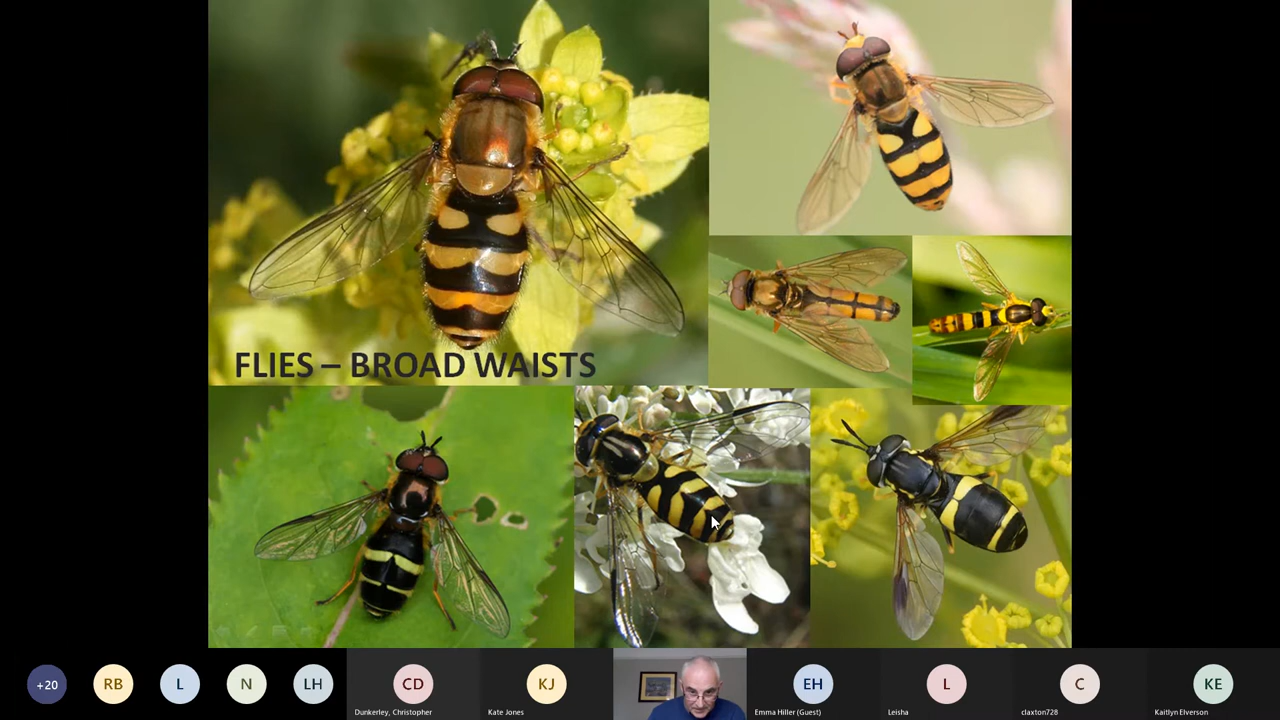 FLIES – BROAD WAISTS
+20
RB
L
N
LH
CD
Dunkerley, Christopher
KJ
Kate Jones
EH
Emma Hiller (Guest)
L
Leisha
C
claxton728
KE
Kaitlyn Elverson